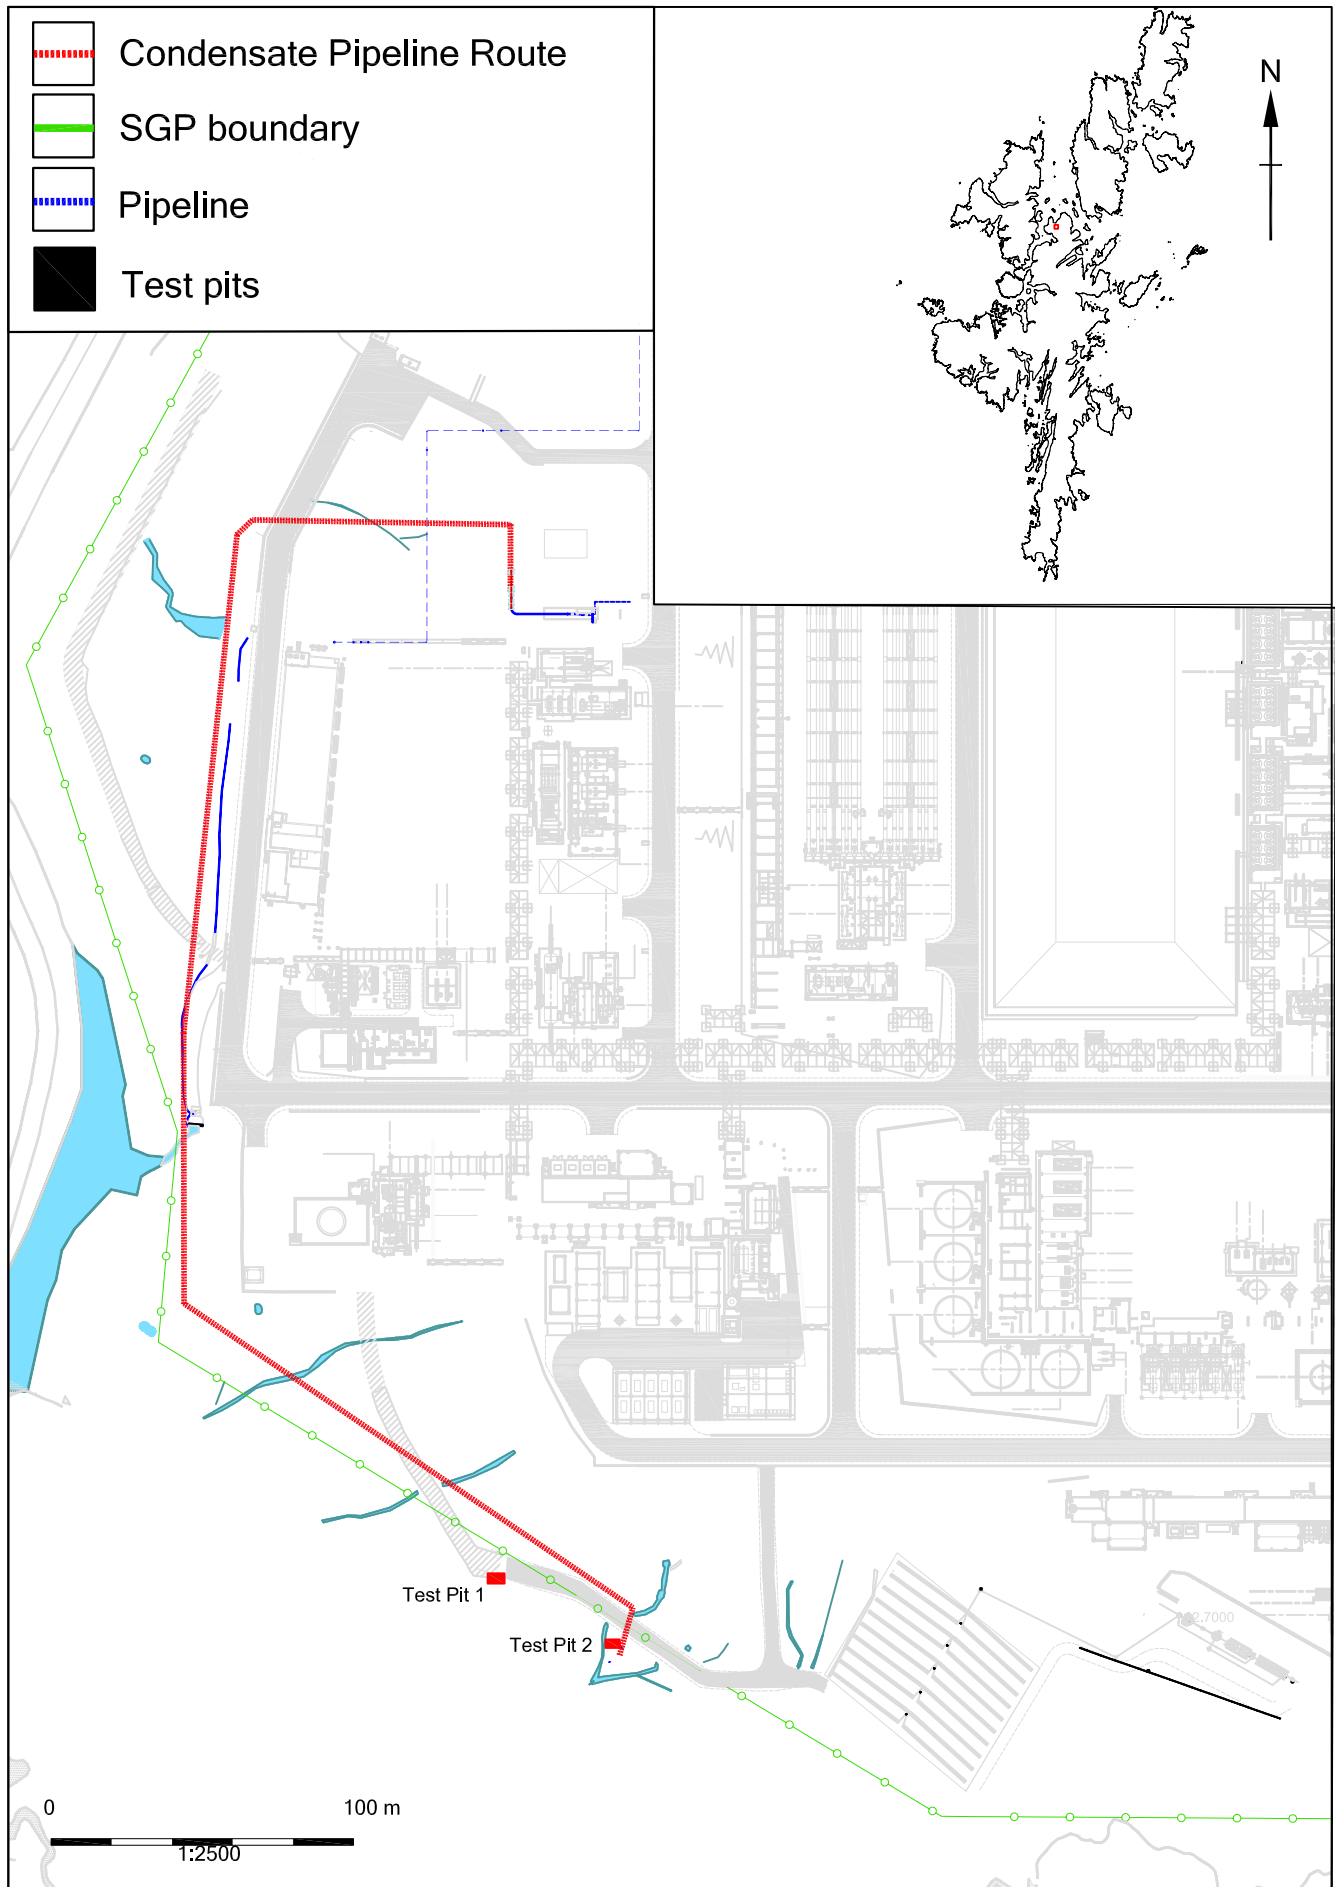 Condensate Pipeline Route
SGP boundary
Pipeline
Test pits
N
Test Pit 1
Test Pit 2
0 100 m
1:2500